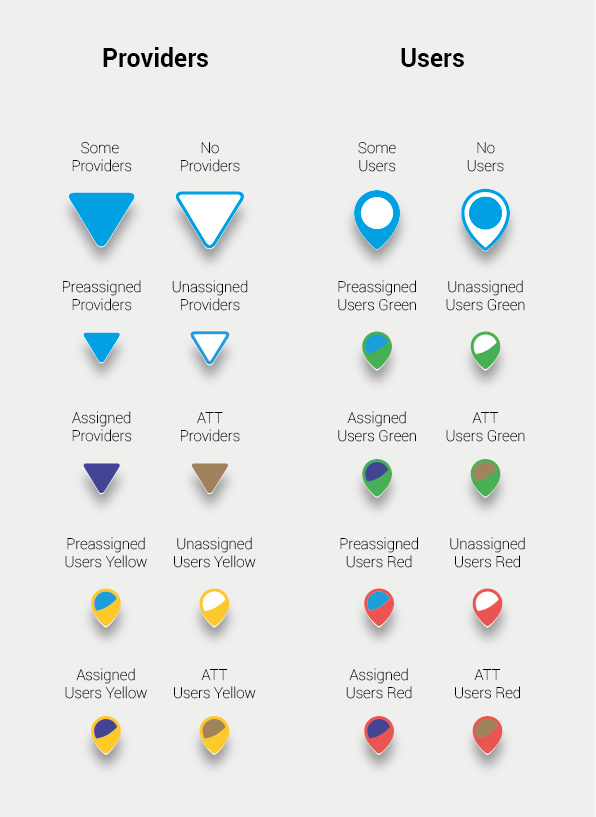 Providers
Users
Some
Providers
No
Providers
Some
Users
No
Users
Preassigned
Providers
Unassigned
Providers
Preassigned
Users Green
Unassigned
Users Green
Assigned
Providers
ATT
Providers
Assigned
Users Green
ATT
Users Green
Preassigned
Users Yellow
Unassigned
Users Yellow
Preassigned
Users Red
Unassigned
Users Red
Assigned
Users Yellow
ATT
Users Yellow
Assigned
Users Red
ATT
Users Red